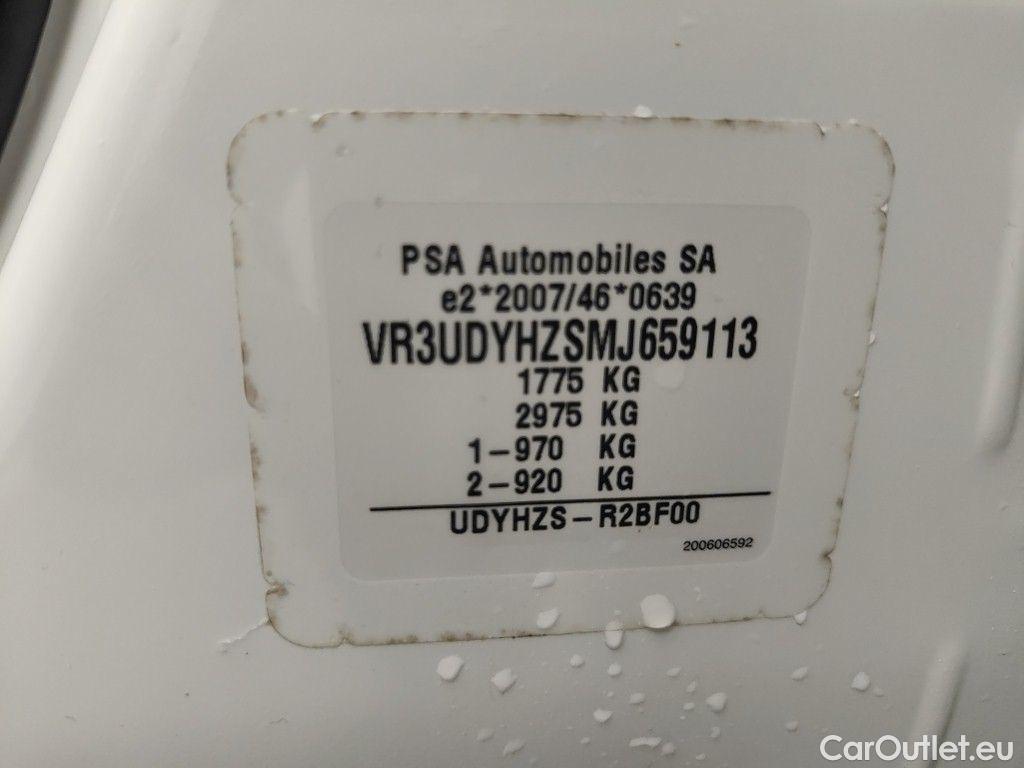 PSA Automobiles SA
e2*2007/46*0639
VR3UDYHZSMJ659113
1775 KG
2975 KG
1-970 KG
2-920 KG
UDYHZS-R2BF00
200606592
CarOutlet.eu